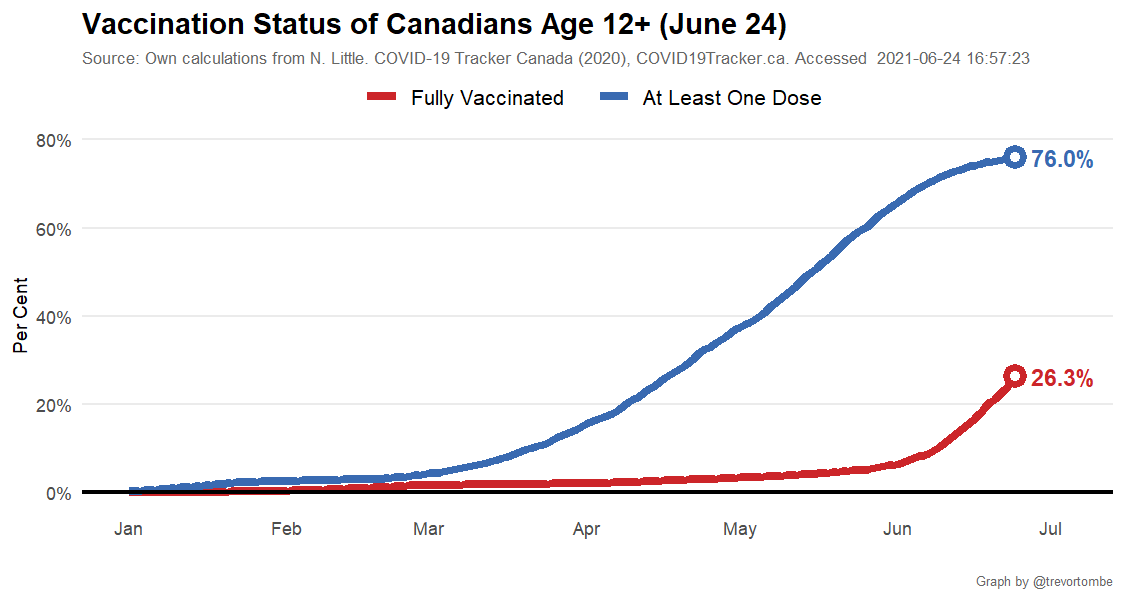 Vaccination Status of Canadians Age 12+ (June 24)
Source: Own calculations from N. Little. COVID-19 Tracker Canada (2020), COVID19Tracker.ca. Accessed  2021-06-24 16:57:23
Fully Vaccinated At Least One Dose
80%
76.0%
60%
Per Cent
40%
26.3%
20%
0%
Jan Feb Mar Apr May Jun Jul
Graph by @trevortombe